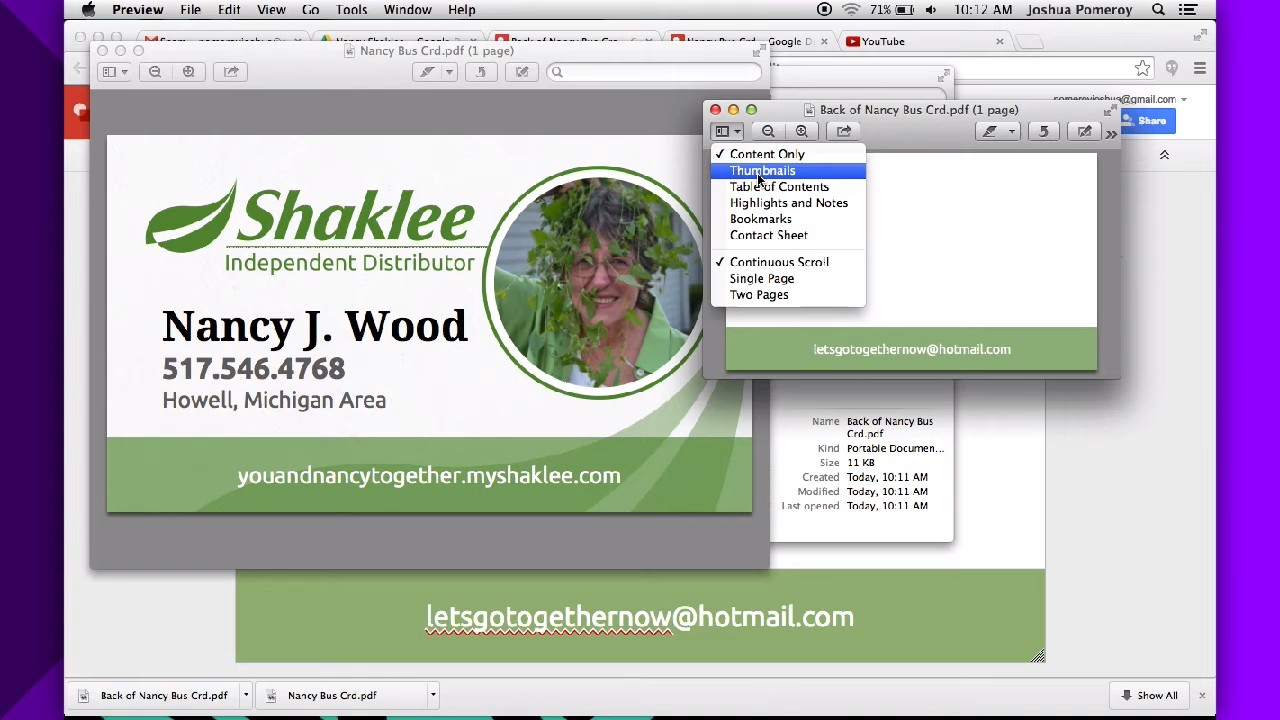 Preview File Edit View Go Tools Window Help 71% 10:12 AM Joshua Pomeroy
YouTube
Nancy Bus Crd.pdf (1 page)
pomeroyjoshua@gmail.com
Share
Back of Nancy Bus Crd.pdf (1 page)
Content Only
Thumbnails
Table of Contents
Highlights and Notes
Bookmarks
Contact Sheet
Continuous Scroll
Single Page
Two Pages
letsgotogethernow@hotmail.com
Shaklee
Independent Distributor
Nancy J. Wood
517.546.4768
Howell, Michigan Area
youandnancytogether.myshaklee.com
Name Back of Nancy Bus
Crd.pdf
Kind Portable Documen...
Size 11 KB
Created Today, 10:11 AM
Modified Today, 10:11 AM
Last opened Today, 10:11 AM
letsgotogethernow@hotmail.com
Back of Nancy Bus Crd.pdf Nancy Bus Crd.pdf Show All